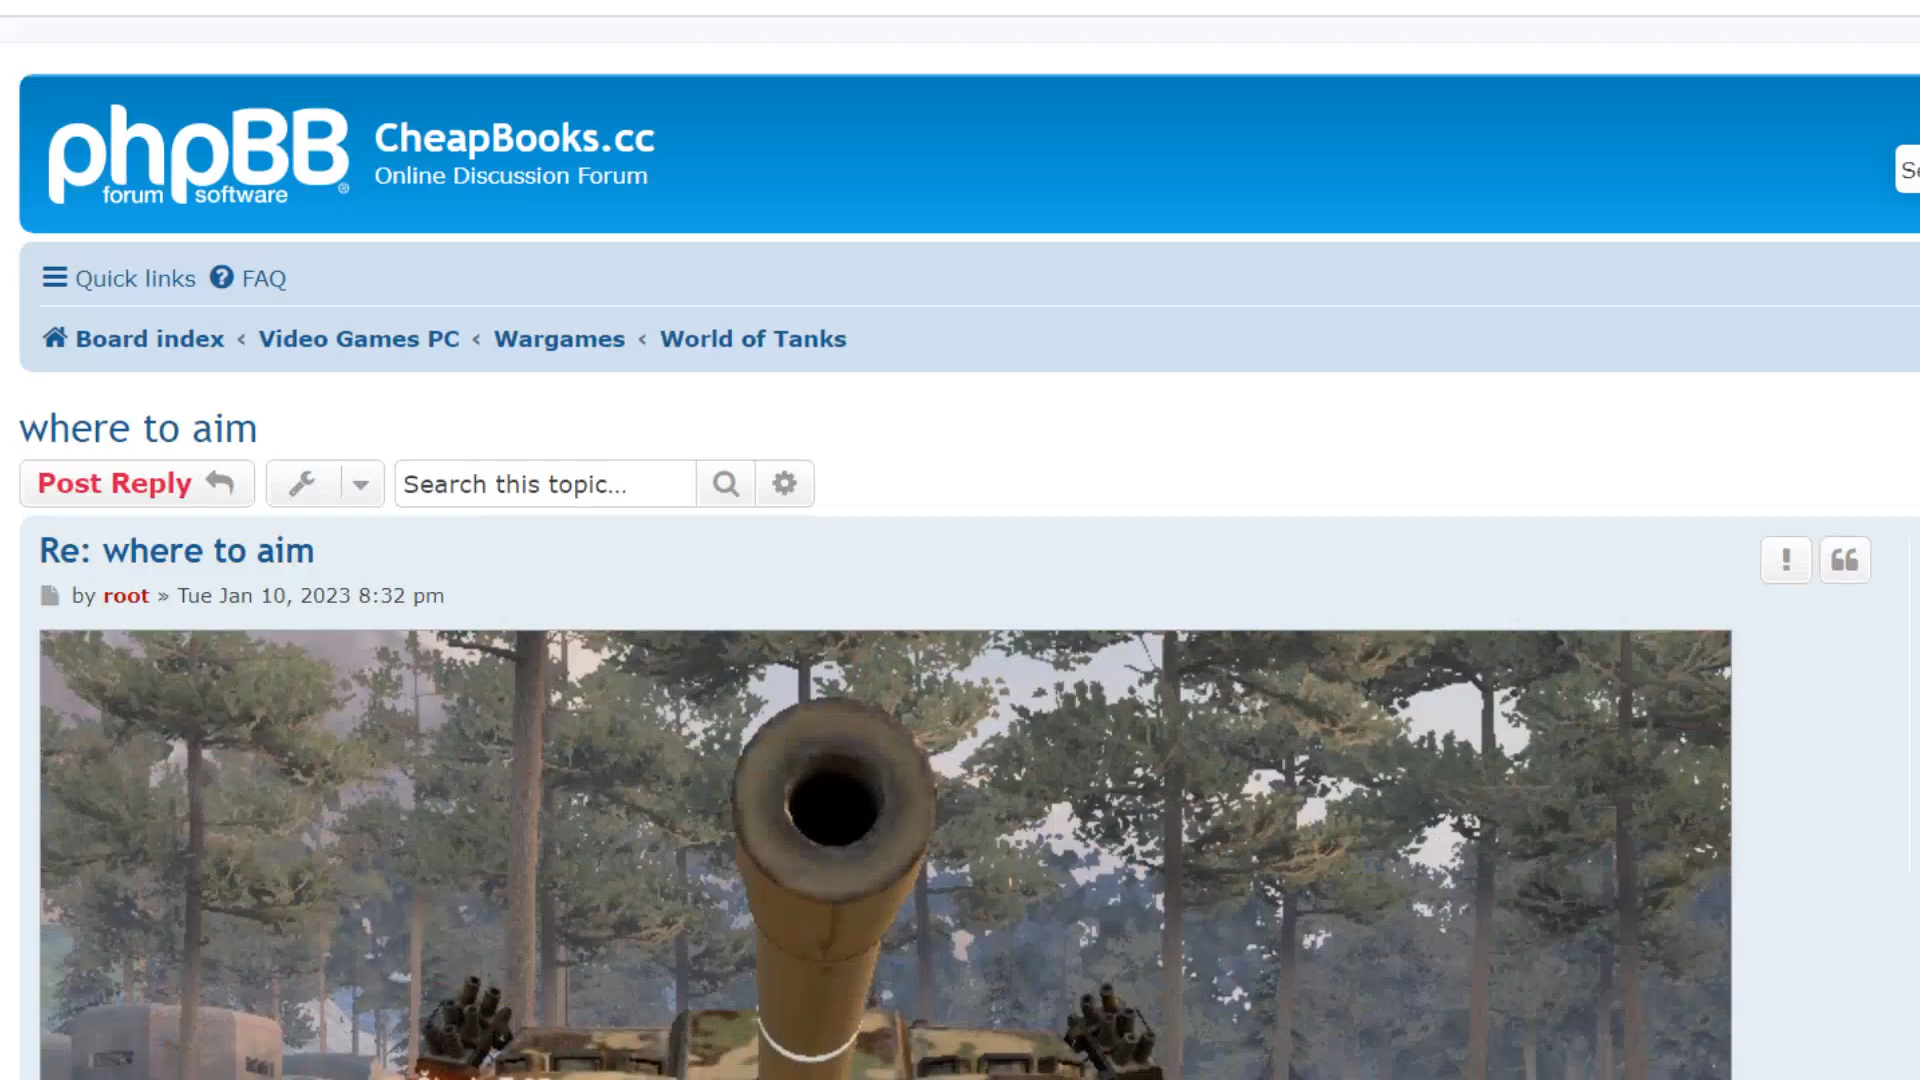 phpBB®
forum software
CheapBooks.cc
Online Discussion Forum
Se
Quick links FAQ
Board index ‹ Video Games PC ‹ Wargames ‹ World of Tanks
where to aim
Post Reply
Search this topic...
Re: where to aim
by root » Tue Jan 10, 2023 8:32 pm